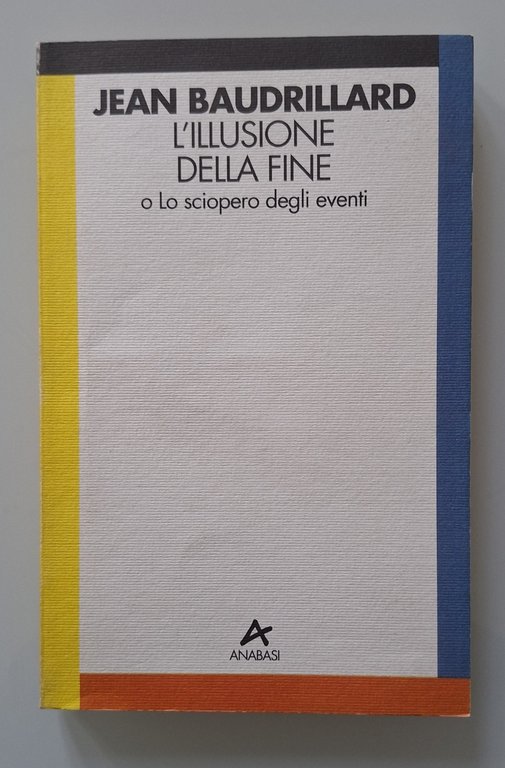 JEAN BAUDRILLARD
L'ILLUSIONE
DELLA FINE
o Lo sciopero degli eventi
ANABASI